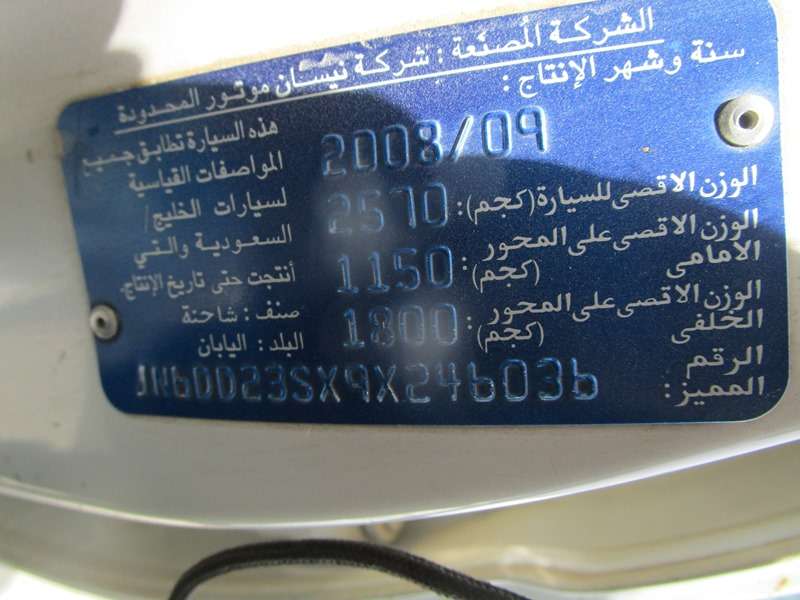 الشركة المصنعة : شركة نيسان موتور المحدودة
سنة وشهر الإنتاج :
2008/09
الوزن الاقصى للسيارة (كجم) :
2570
الوزن الاقصى على المحور
الامامى (كجم) :
1150
الوزن الاقصى على المحور
الخلفى (كجم) :
1800
الرقم
المميز :
JN6DD23SX9X246036
هذه السيارة تطابق جميع
المواصفات القياسية
لسيارات الخليج /
السعودية والتي
أنتجت حتى تاريخ الإنتاج.
صنف : شاحنة
البلد : اليابان